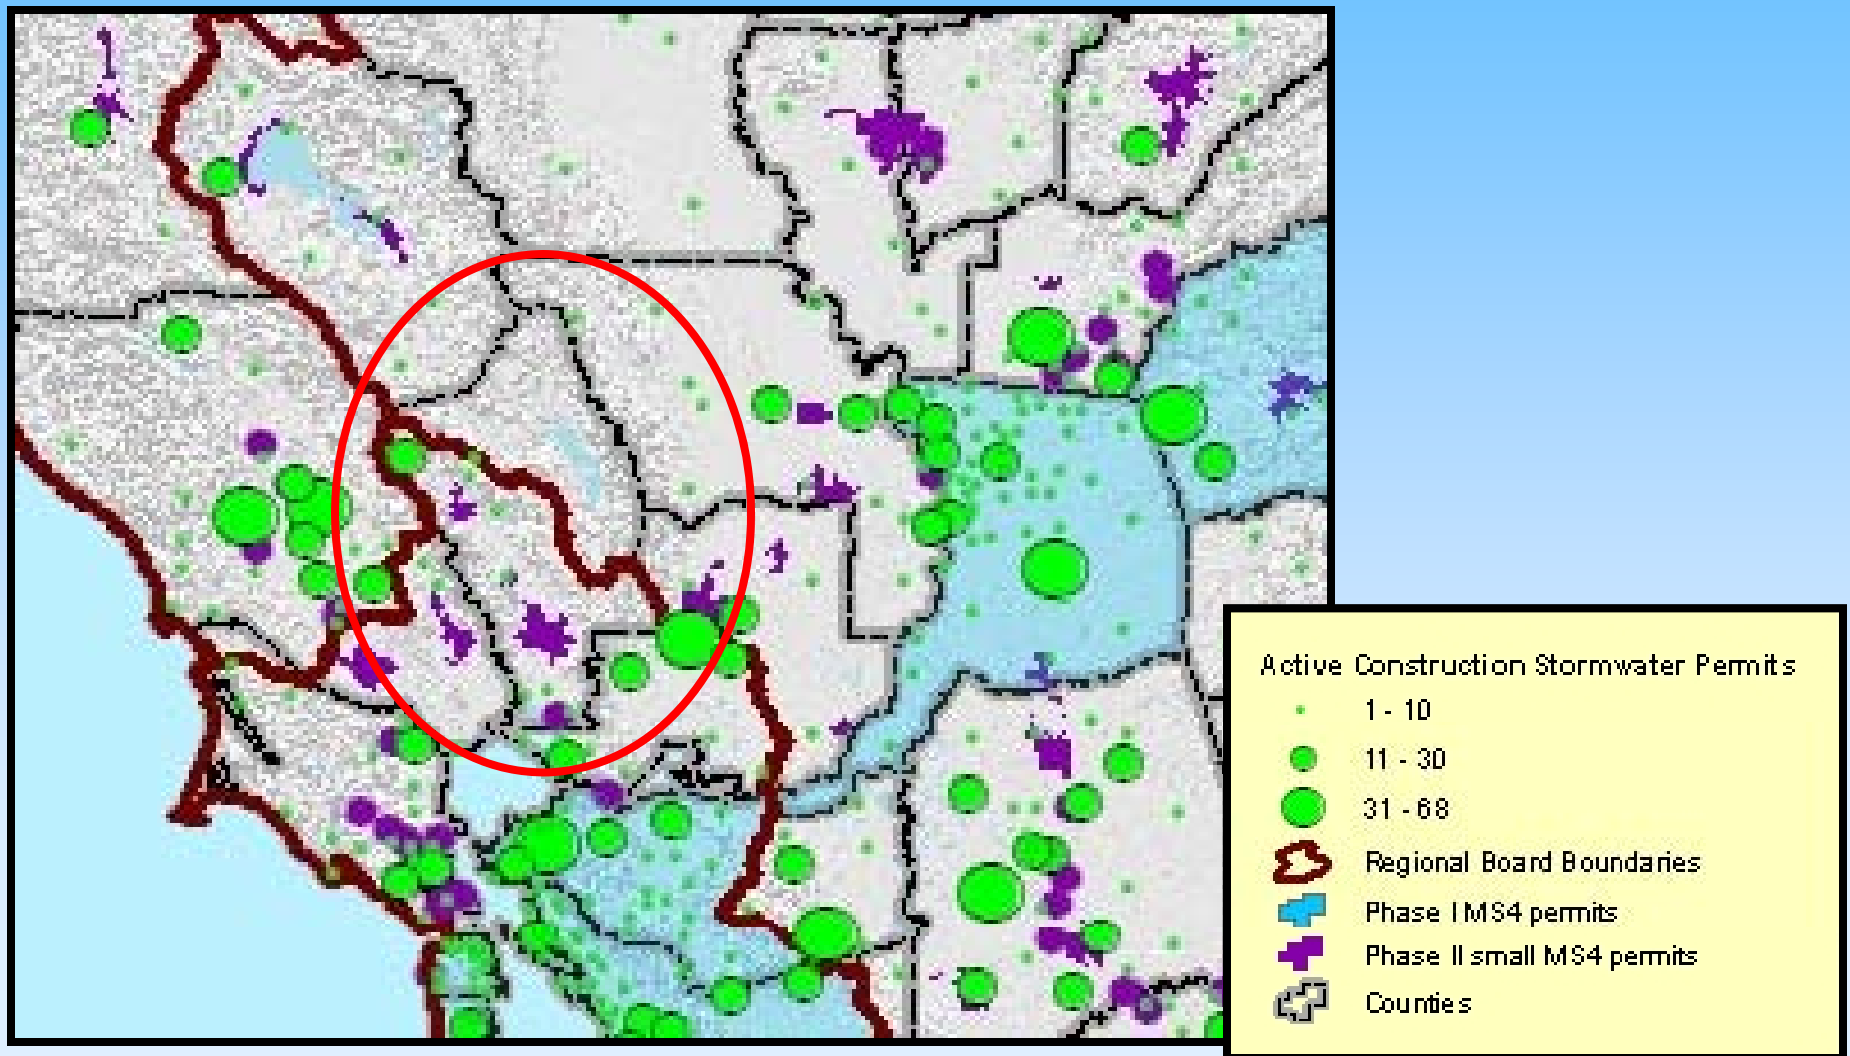 Active Construction Stormwater Permits
1 - 10
11 - 30
31 - 68
Regional Board Boundaries
Phase I MS4 permits
Phase II small MS4 permits
Counties